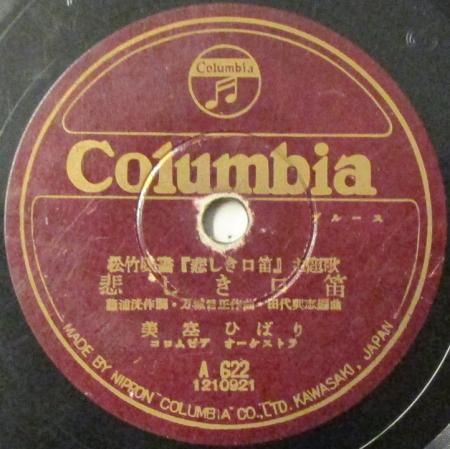 Columbia
Columbia
ブルース
松竹映画『悲しき口笛』主題歌
悲しき口笛
藤浦洸作詞・万城目正作曲・田代與志編曲
美空ひばり
コロムビア オーケストラ
A 622
1210921
MADE BY NIPPON COLUMBIA CO., LTD. KAWASAKI, JAPAN